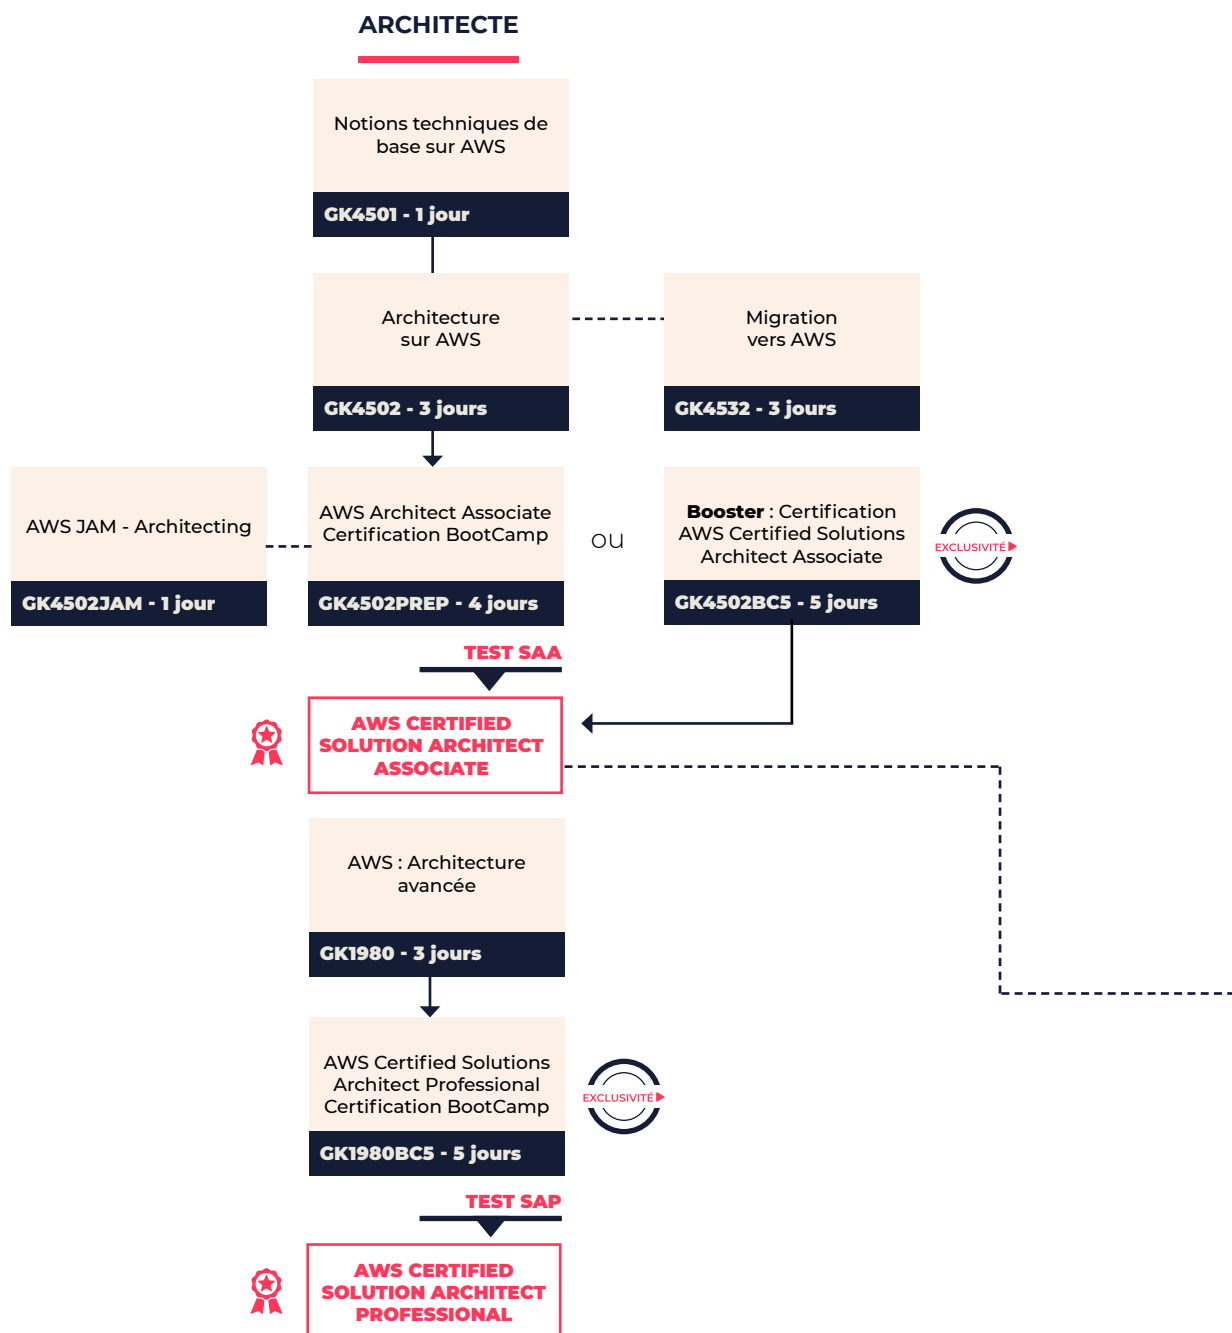 ARCHITECTE
Notions techniques de
base sur AWS
GK4501 - 1 jour
Architecture
sur AWS
GK4502 - 3 jours
Migration
vers AWS
GK4532 - 3 jours
AWS JAM - Architecting
GK4502JAM - 1 jour
AWS Architect Associate
Certification BootCamp
GK4502PREP - 4 jours
ou
Booster : Certification
AWS Certified Solutions
Architect Associate
GK4502BC5 - 5 jours
EXCLUSIVITÉ
TEST SAA
AWS CERTIFIED
SOLUTION ARCHITECT
ASSOCIATE
AWS : Architecture
avancée
GK1980 - 3 jours
AWS Certified Solutions
Architect Professional
Certification BootCamp
GK1980BC5 - 5 jours
EXCLUSIVITÉ
TEST SAP
AWS CERTIFIED
SOLUTION ARCHITECT
PROFESSIONAL